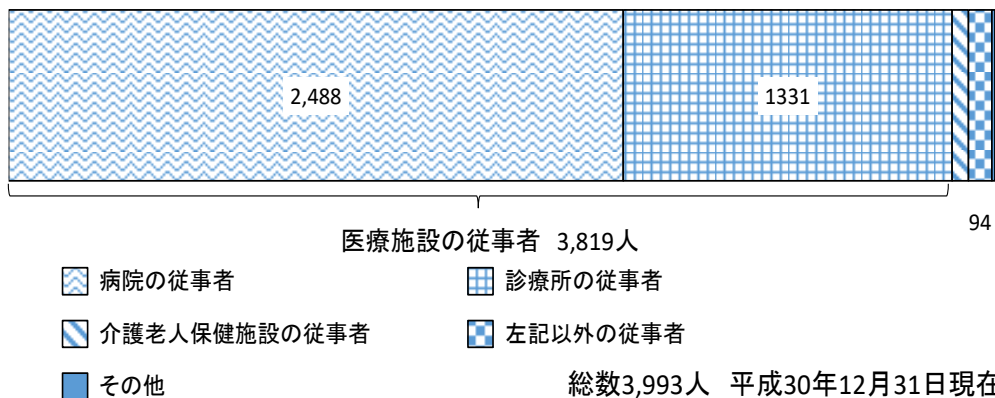 2,488
1331
94
医療施設の従事者 3,819人
病院の従事者
診療所の従事者
介護老人保健施設の従事者
左記以外の従事者
その他
総数3,993人 平成30年12月31日現在